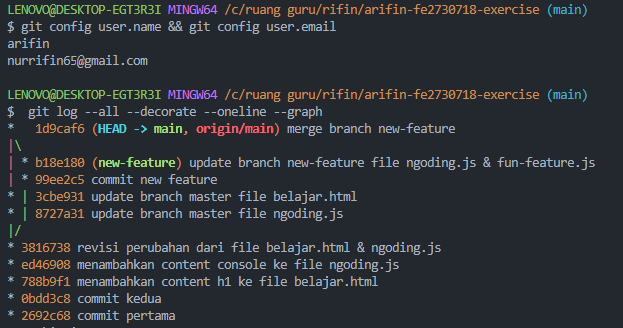 LENOVO@DESKTOP-EGT3R3I MINGW64 /c/ruang guru/rifin/arifin-fe2730718-exercise (main)
$ git config user.name && git config user.email
arifin
nurrifin65@gmail.com
LENOVO@DESKTOP-EGT3R3I MINGW64 /c/ruang guru/rifin/arifin-fe2730718-exercise (main)
$  git log --all --decorate --oneline --graph
*   1d9caf6 (HEAD -> main, origin/main) merge branch new-feature
|\
| * b18e180 (new-feature) update branch new-feature file ngoding.js & fun-feature.js
| * 99ee2c5 commit new feature
* | 3cbe931 update branch master file belajar.html
* | 8727a31 update branch master file ngoding.js
|/
* 3816738 revisi perubahan dari file belajar.html & ngoding.js
* ed46908 menambahkan content console ke file ngoding.js
* 788b9f1 menambahkan content h1 ke file belajar.html
* 0bdd3c8 commit kedua
* 2692c68 commit pertama